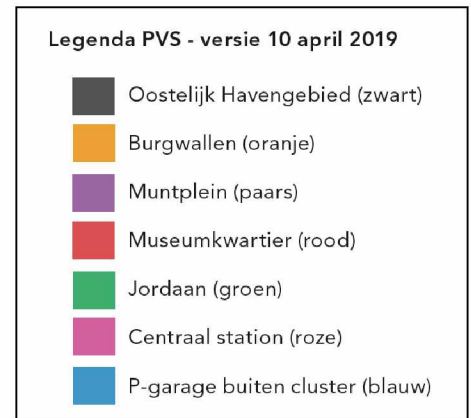 Legenda PVS - versie 10 april 2019
Oostelijk Havengebied (zwart)
Burgwallen (oranje)
Muntplein (paars)
Museumkwartier (rood)
Jordaan (groen)
Centraal station (roze)
P-garage buiten cluster (blauw)